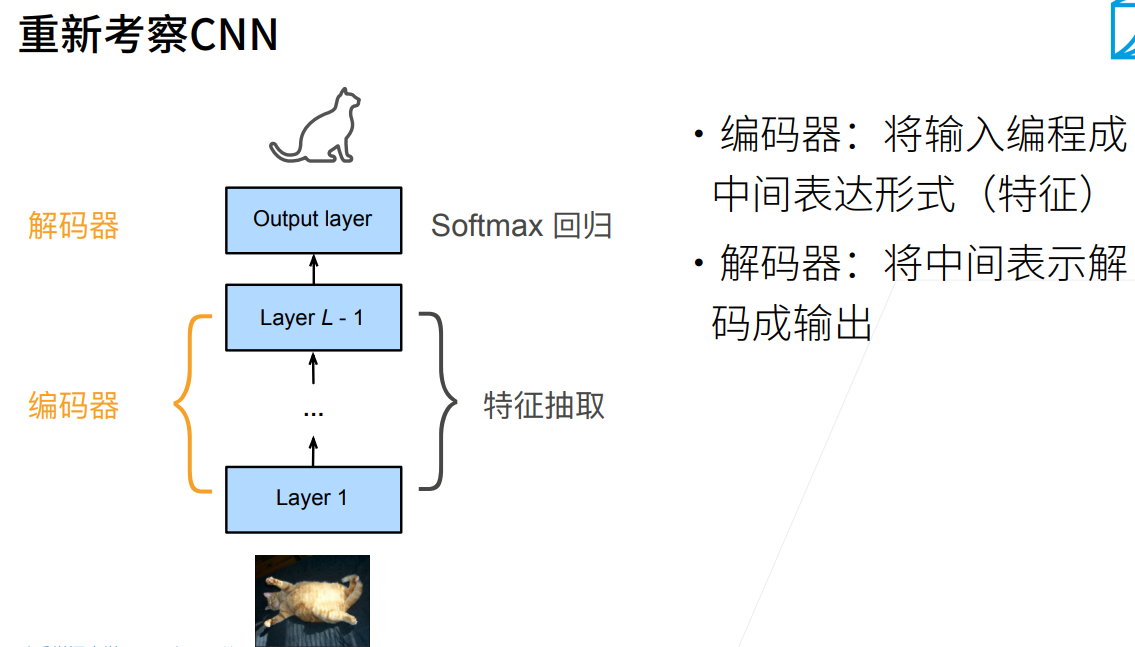 重新考察CNN
解码器
Output layer
Softmax 回归
Layer L - 1
编码器
...
特征抽取
Layer 1
• 编码器：将输入编程成
中间表达形式（特征）
• 解码器：将中间表示解
码成输出